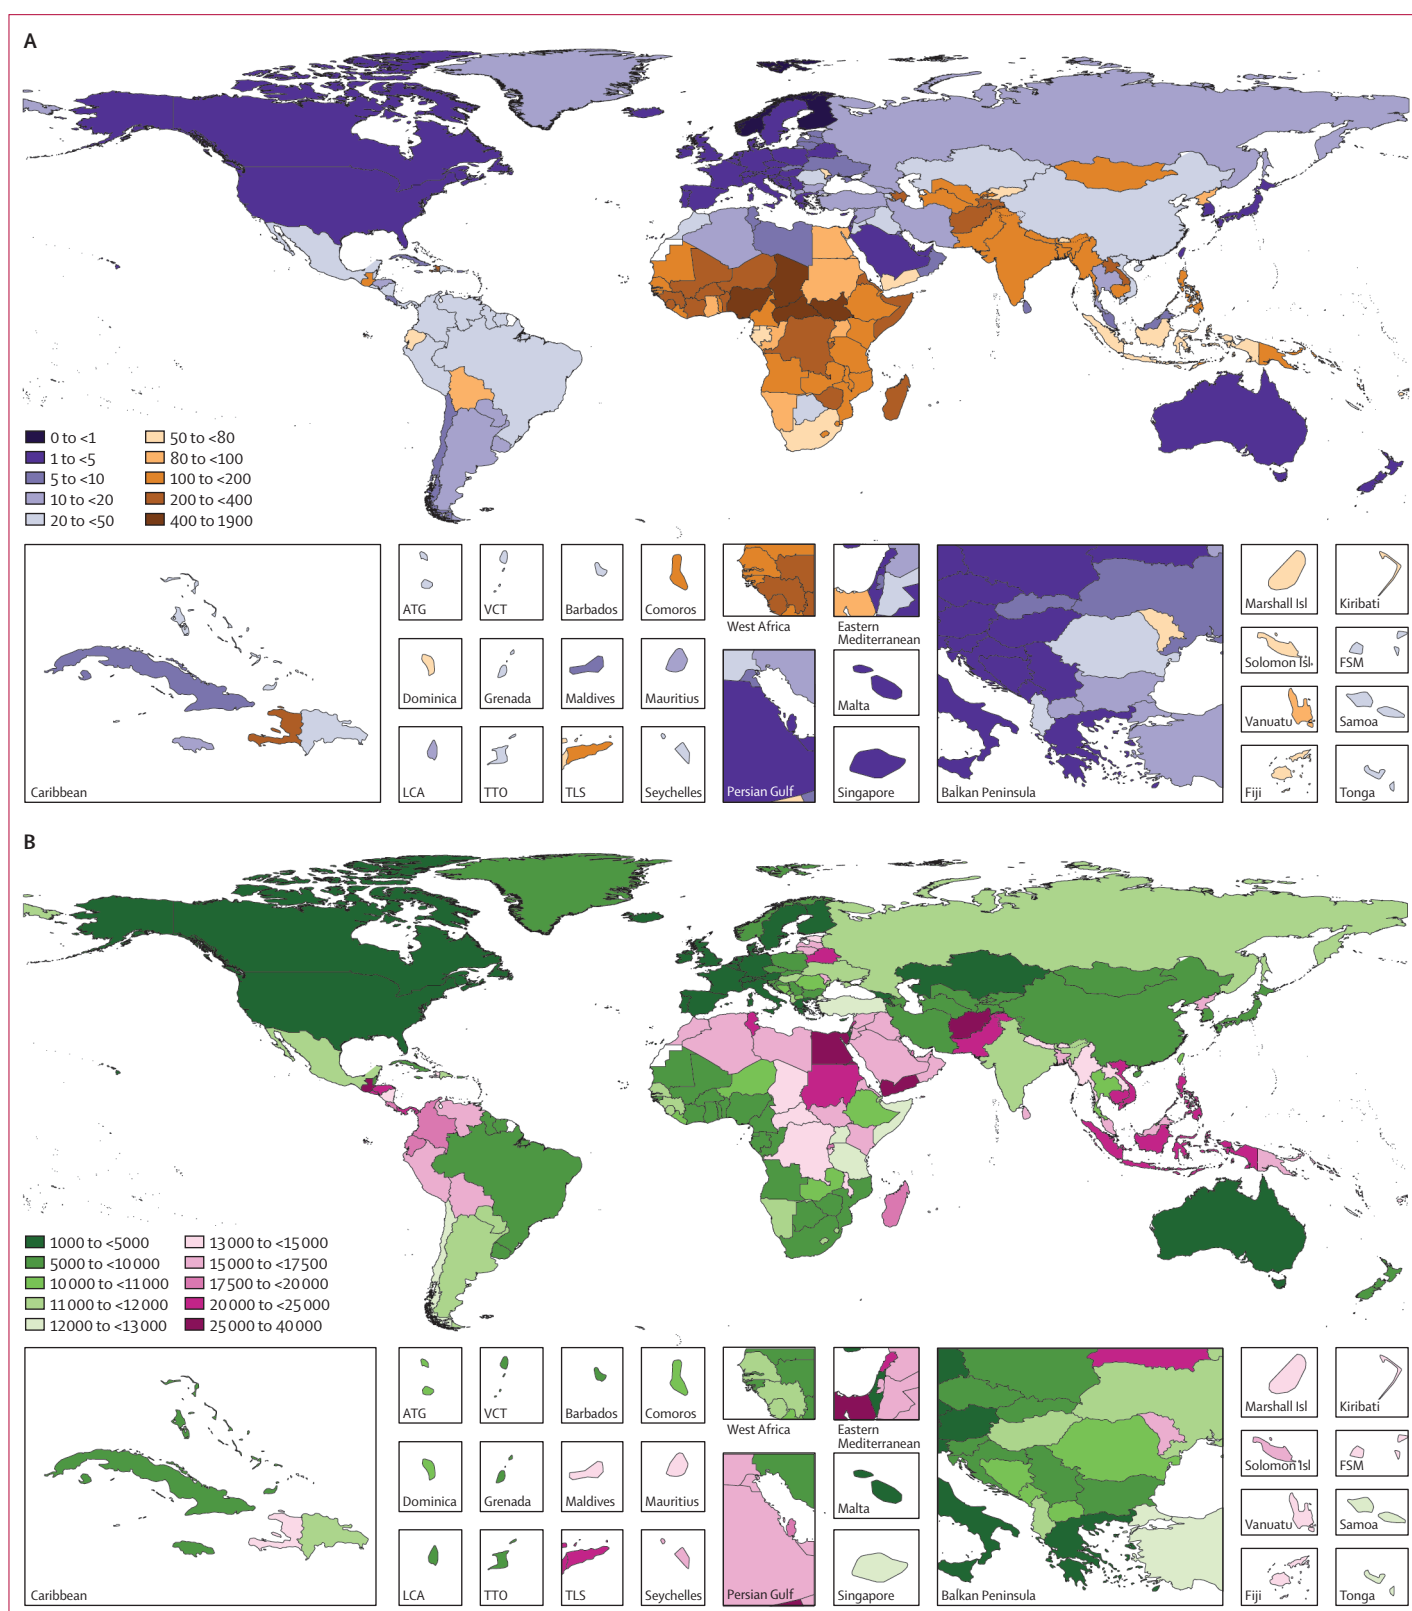 A
0 to <1
1 to <5
5 to <10
10 to <20
20 to <50
50 to <80
80 to <100
100 to <200
200 to <400
400 to 1900
Caribbean
ATG
VCT
Barbados
Comoros
Dominica
Grenada
Maldives
Mauritius
LCA
TTO
TLS
Seychelles
West Africa
Eastern
Mediterranean
Persian Gulf
Malta
Singapore
Balkan Peninsula
Marshall Isl
Kiribati
Solomon Isl
FSM
Vanuatu
Samoa
Fiji
Tonga
B
1000 to <5000
5000 to <10 000
10 000 to <11 000
11 000 to <12 000
12000 to <13 000
13 000 to <15 000
15 000 to <17 500
17 500 to <20 000
20 000 to <25 000
25 000 to 40 000
Caribbean
ATG
VCT
Barbados
Comoros
Dominica
Grenada
Maldives
Mauritius
LCA
TTO
TLS
Seychelles
West Africa
Eastern
Mediterranean
Persian Gulf
Malta
Singapore
Balkan Peninsula
Marshall Isl
Kiribati
Solomon Isl
FSM
Vanuatu
Samoa
Fiji
Tonga